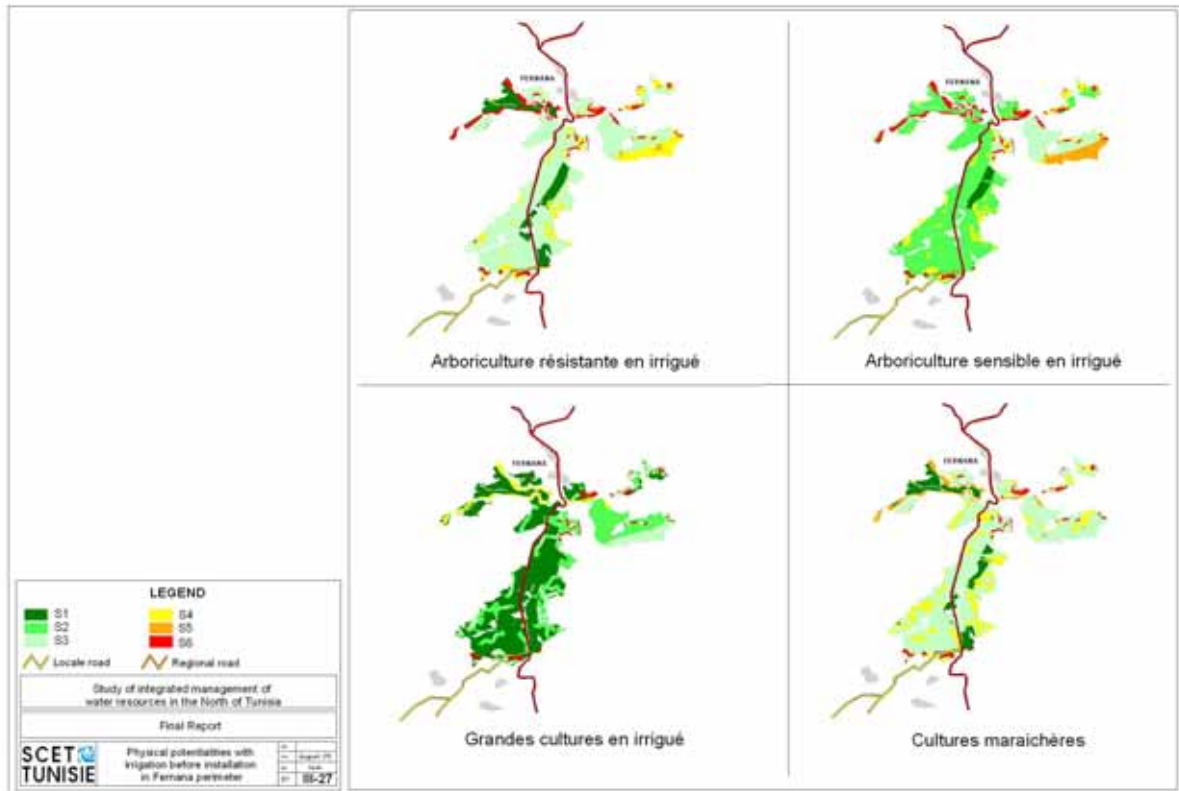 FERNANA
FERNANA
Arboriculture résistante en irrigué
Arboriculture sensible en irrigué
FERNANA
FERNANA
Grandes cultures en irrigué
Cultures maraichères
LEGEND
S1
S4
S2
S5
S3
S6
Locale road
Regional road
Study of integrated management of
water resources in the North of Tunisia
Final Report
SCET
TUNISIE
Physical potentialities with
irrigation before installation
in Fernana perimeter
III-27